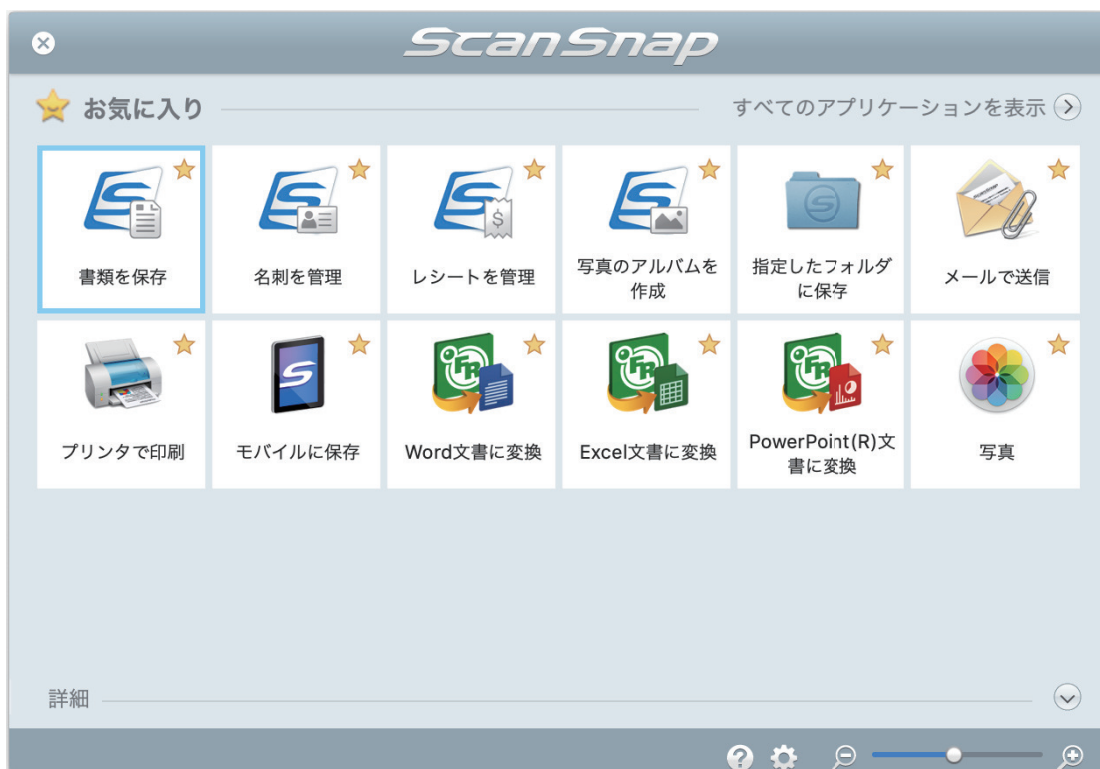 ScanSnap
お気に入り
すべてのアプリケーションを表示
書類を保存
名刺を管理
レシートを管理
写真のアルバムを
作成
指定したフォルダ
に保存
メールで送信
プリンタで印刷
モバイルに保存
Word文書に変換
Excel文書に変換
PowerPoint(R)文
書に変換
写真
詳細